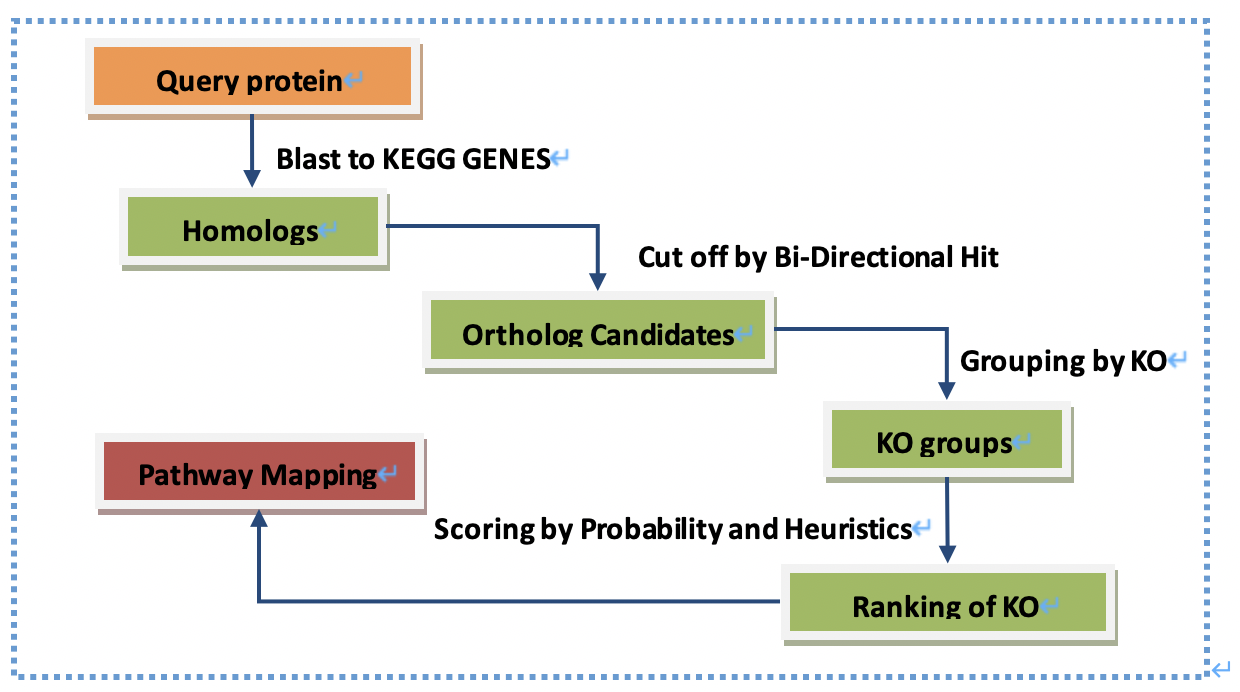 Query protein
Blast to KEGG GENES
Homologs
Cut off by Bi-Directional Hit
Ortholog Candidates
Grouping by KO
KO groups
Pathway Mapping
Scoring by Probability and Heuristics
Ranking of KO